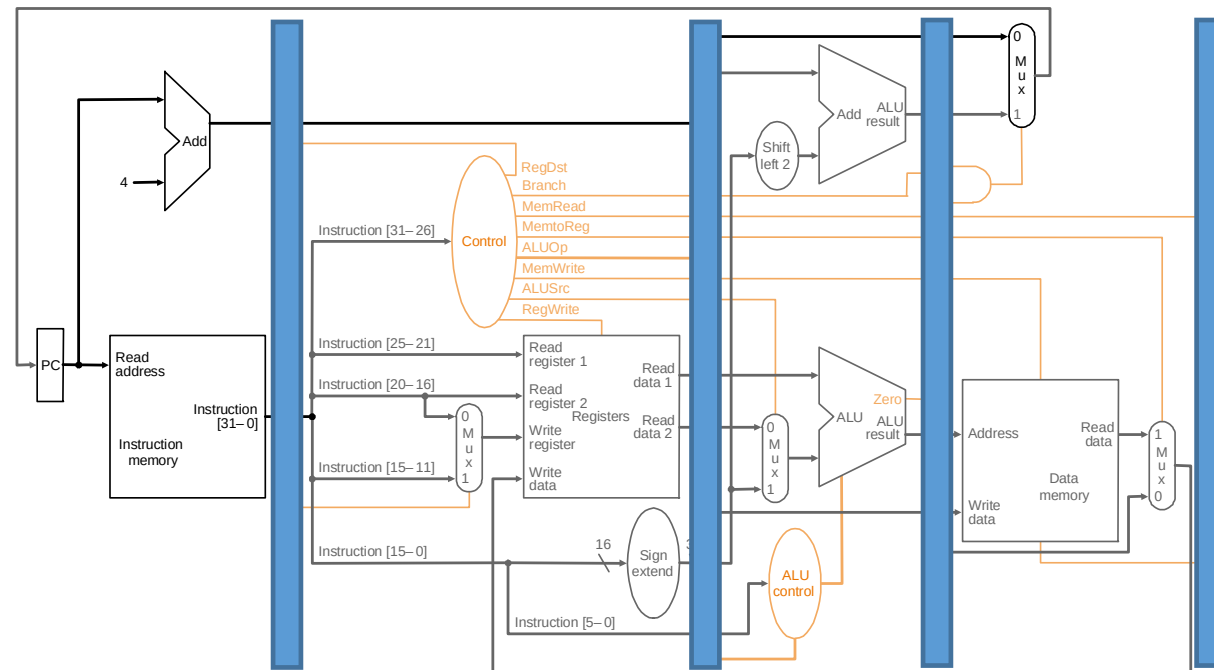 0
M
u
x
1
Add
ALU
result
Add
Shift
left 2
4
RegDst
Branch
MemRead
MemtoReg
ALUOp
MemWrite
ALUSrc
RegWrite
Control
Instruction [31–26]
Instruction [25–21]
Instruction [20–16]
Instruction [15–11]
Instruction [15–0]
Instruction [5–0]
PC
Read
address
Instruction
[31–0]
Instruction
memory
0
M
u
x
1
Read
register 1
Read
register 2
Write
register
Write
data
Registers
Read
data 1
Read
data 2
16
Sign
extend
0
M
u
x
1
Zero
ALU
ALU
result
ALU
control
Address
Write
data
Read
data
Data
memory
1
M
u
x
0